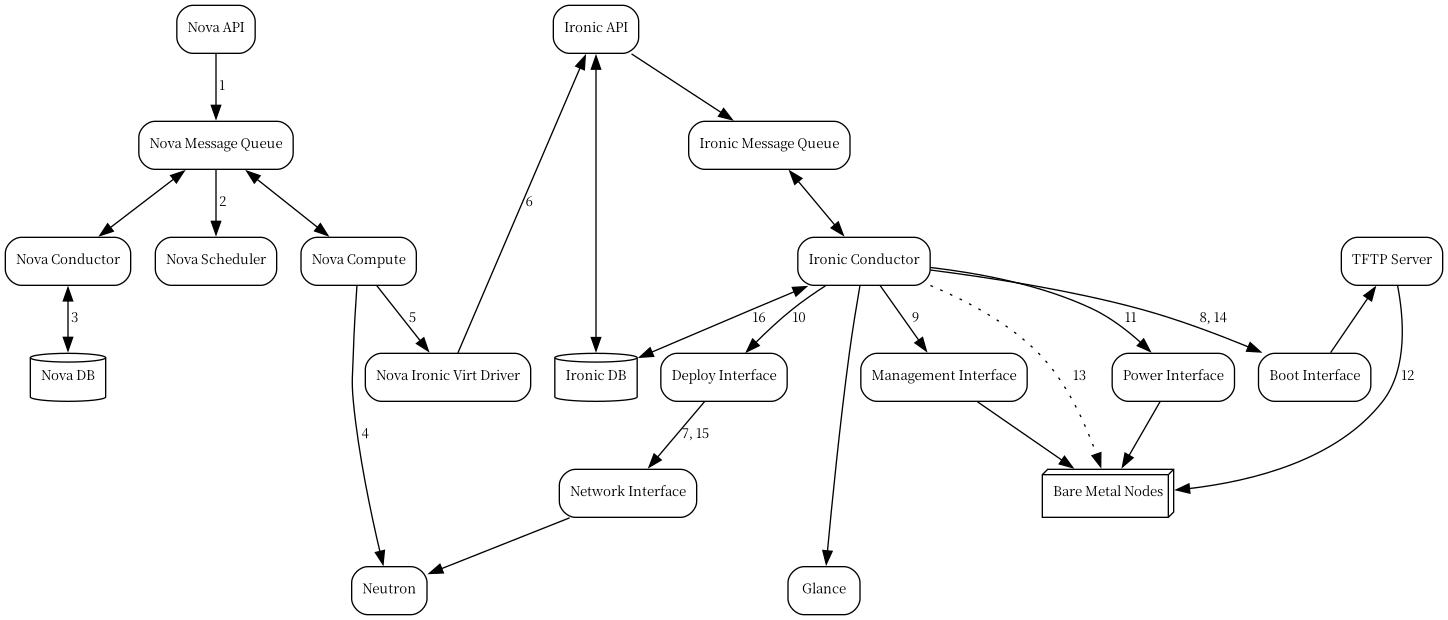 Nova API
Ironic API
1
Nova Message Queue
Ironic Message Queue
2
6
Nova Conductor
Nova Scheduler
Nova Compute
Ironic Conductor
TFTP Server
3
5
16
10
9
11
8, 14
Nova DB
Nova Ironic Virt Driver
Ironic DB
Deploy Interface
Management Interface
13
Power Interface
Boot Interface
12
4
7, 15
Network Interface
Bare Metal Nodes
Neutron
Glance